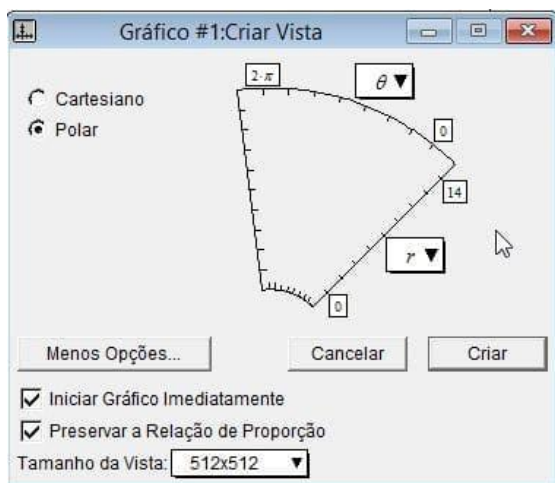 Gráfico #1:Criar Vista
Cartesiano
Polar
2·π
θ
0
14
r
0
Menos Opções...
Cancelar
Criar
Iniciar Gráfico Imediatamente
Preservar a Relação de Proporção
Tamanho da Vista: 512x512